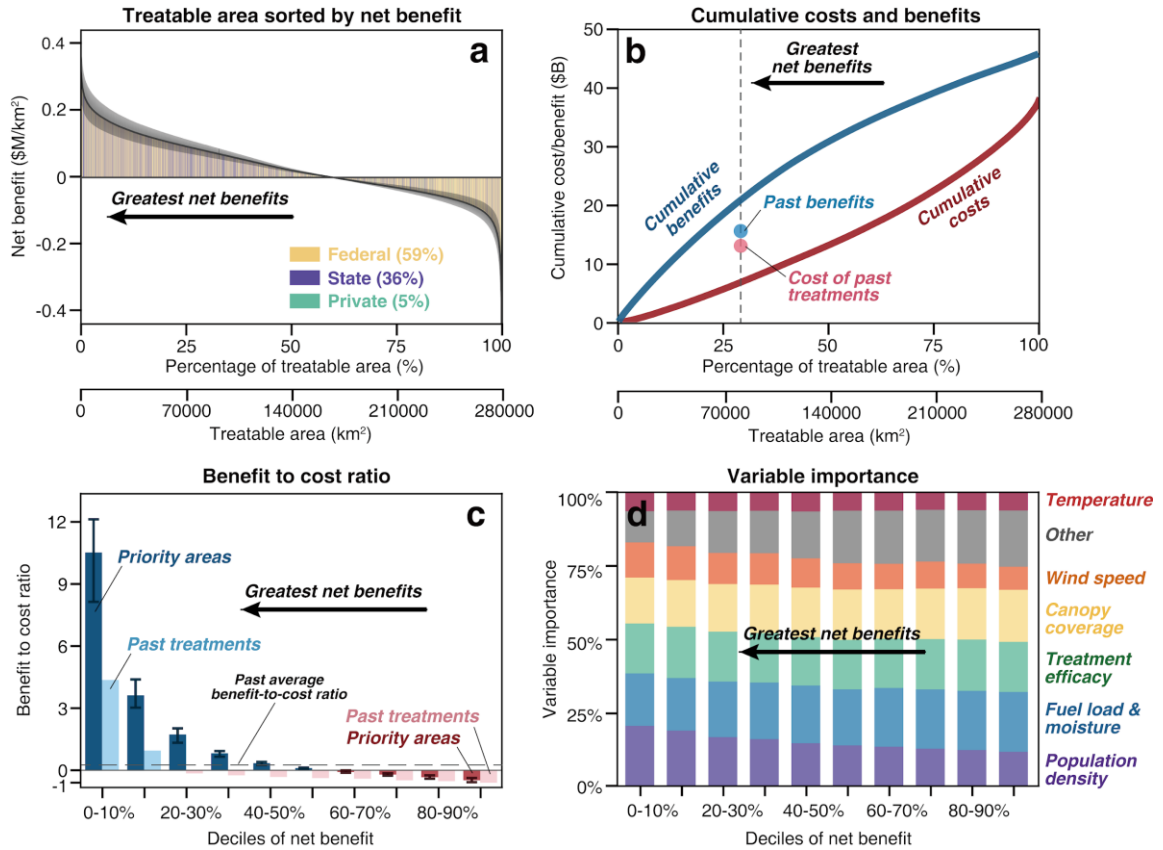 Treatable area sorted by net benefit
a
Net benefit ($M/km²)
0.4
0.2
0
-0.2
-0.4
Greatest net benefits
Federal (59%)
State (36%)
Private (5%)
0
25
50
75
100
Percentage of treatable area (%)
0
70000
140000
210000
280000
Treatable area (km²)
Cumulative costs and benefits
b
Cumulative cost/benefit ($B)
50
40
30
20
10
0
Greatest
net benefits
Cumulative
benefits
Past benefits
Cumulative
costs
Cost of past
treatments
0
25
50
75
100
Percentage of treatable area (%)
0
70000
140000
210000
280000
Treatable area (km²)
Benefit to cost ratio
c
Benefit to cost ratio
12
9
6
3
0
-1
Priority areas
Greatest net benefits
Past treatments
Past average
benefit-to-cost ratio
Past treatments
Priority areas
0-10%
20-30%
40-50%
60-70%
80-90%
Deciles of net benefit
Variable importance
d
Variable importance
100%
75%
50%
25%
0%
Greatest net benefits
Temperature
Other
Wind speed
Canopy
coverage
Treatment
efficacy
Fuel load &
moisture
Population
density
0-10%
20-30%
40-50%
60-70%
80-90%
Deciles of net benefit